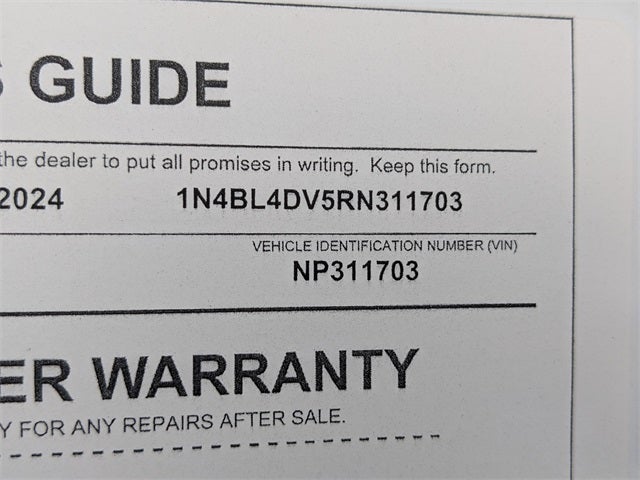 GUIDE
the dealer to put all promises in writing. Keep this form.
2024 1N4BL4DV5RN311703
VEHICLE IDENTIFICATION NUMBER (VIN)
NP311703
ER WARRANTY
Y FOR ANY REPAIRS AFTER SALE.